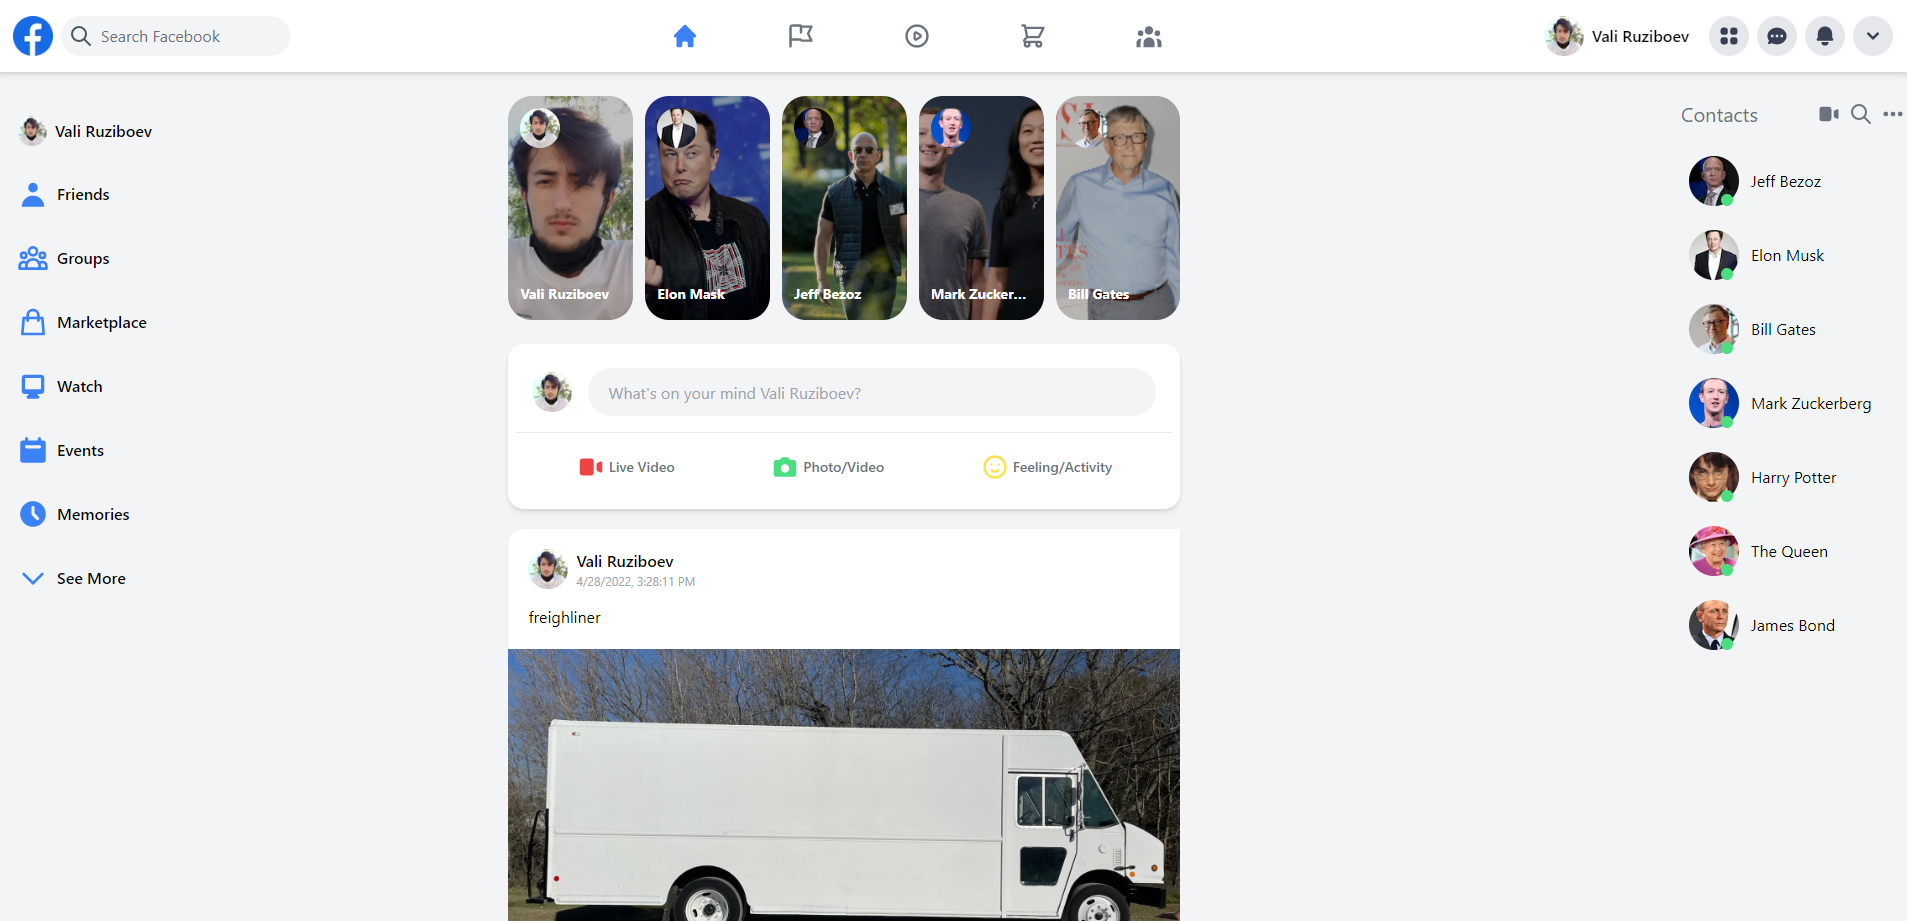 Search Facebook
Vali Ruziboev
Vali Ruziboev
Friends
Groups
Marketplace
Watch
Events
Memories
See More
Vali Ruziboev
Elon Mask
Jeff Bezoz
Mark Zucker...
Bill Gates
What's on your mind Vali Ruziboev?
Live Video
Photo/Video
Feeling/Activity
Vali Ruziboev
4/28/2022, 3:28:11 PM
freighliner
Contacts
Jeff Bezoz
Elon Musk
Bill Gates
Mark Zuckerberg
Harry Potter
The Queen
James Bond